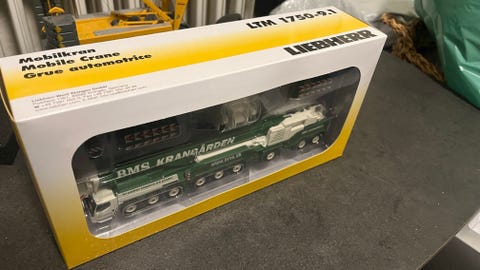 Mobilkran
Mobile Crane
Grue automotrice
LTM 1750-9.1
LIEBHERR
BMS KRANGÅRDEN